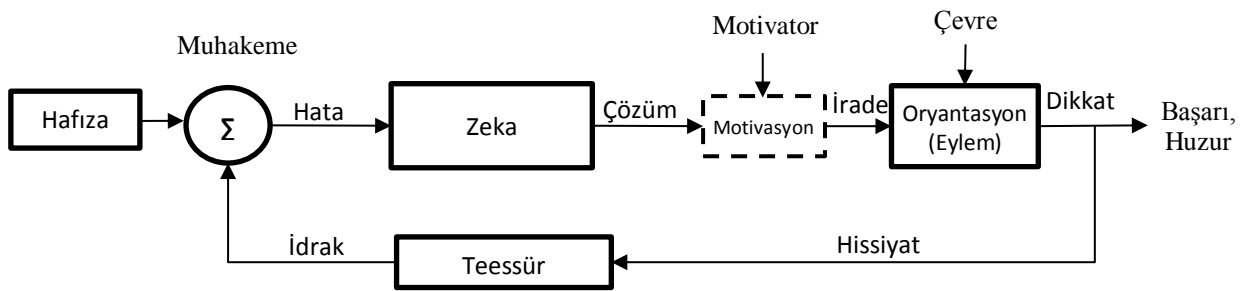 Motivator
Çevre
Muhakeme
Hafıza
Σ
Hata
Zeka
Çözüm
Motivasyon
İrade
Oryantasyon
(Eylem)
Dikkat
Başarı,
Huzur
İdrak
Teessür
Hissiyat